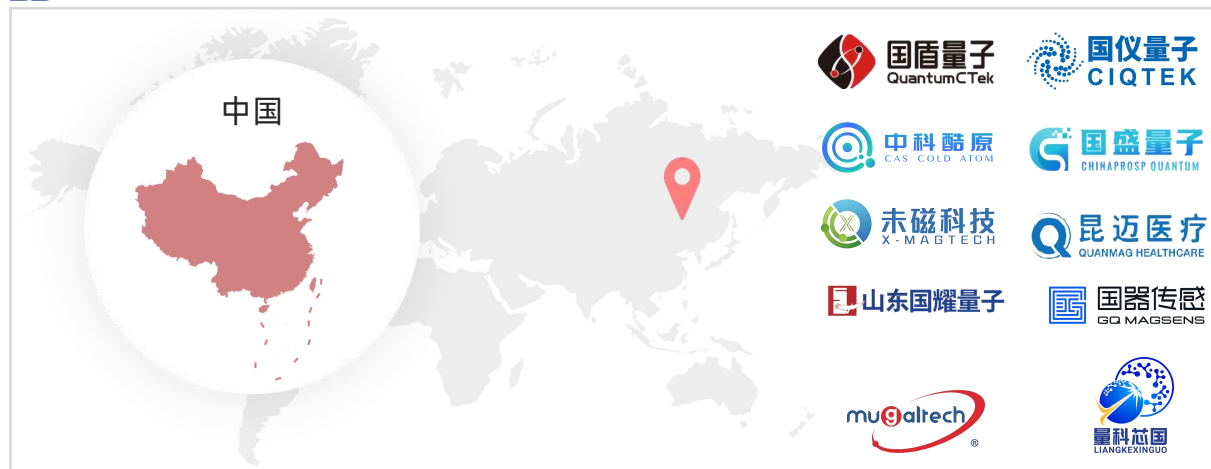 中国
国盾量子
QuantumCTek
国仪量子
CIQTEK
中科酷原
CAS COLD ATOM
国盛量子
CHINAPROSP QUANTUM
未磁科技
X-MAGTECH
昆迈医疗
QUANMAG HEALTHCARE
山东国耀量子
国器传感
GQ MAGSENS
mugaltech
®
量科芯国
LIANGKEXINGUO